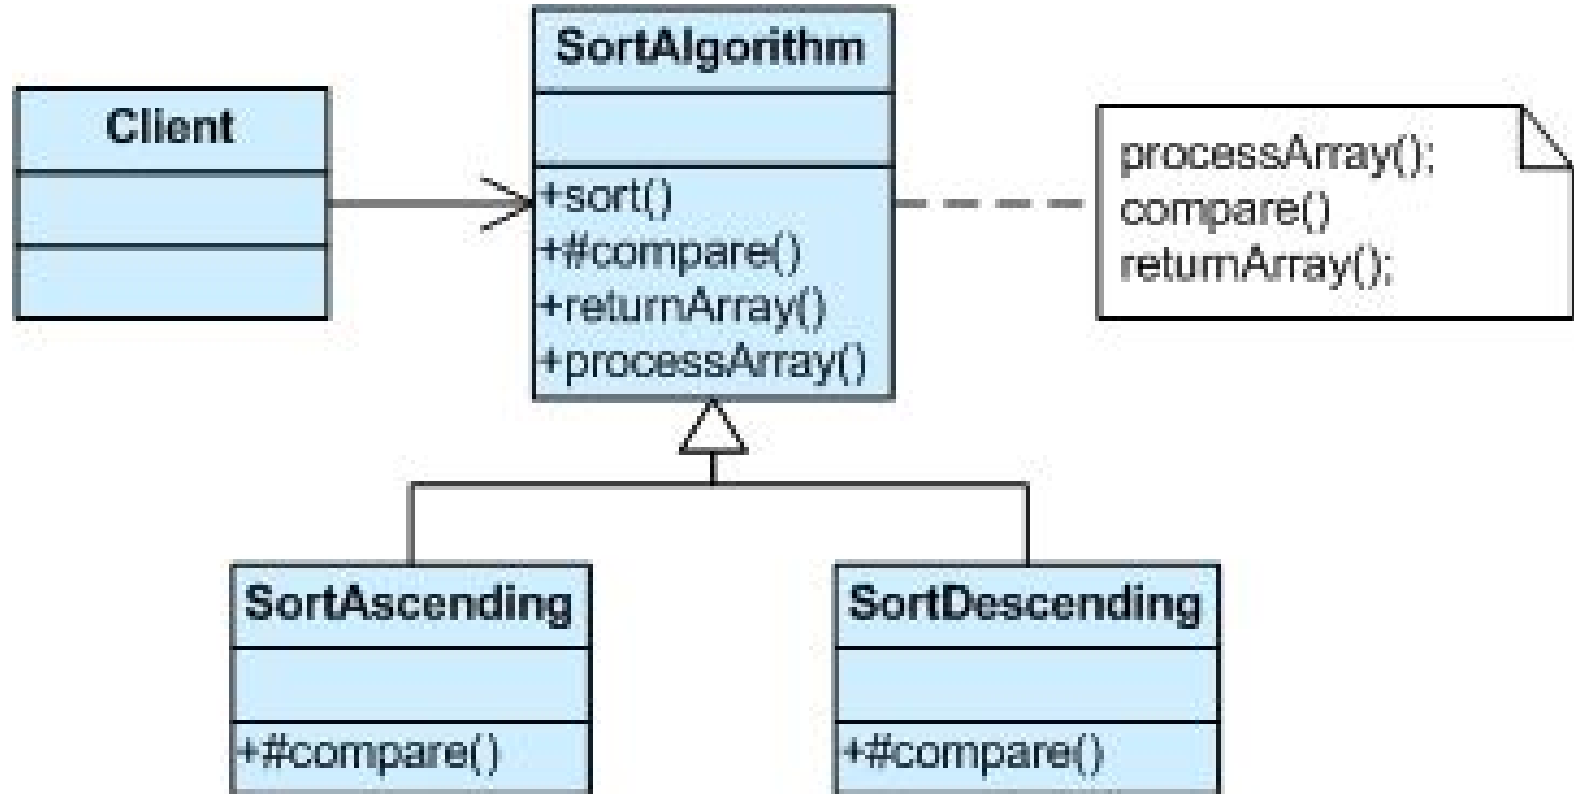 SortAlgorithm
Client
+sort()
+#compare()
+returnArray()
+processArray()
processArray();
compare()
returnArray();
SortAscending
+#compare()
SortDescending
+#compare()